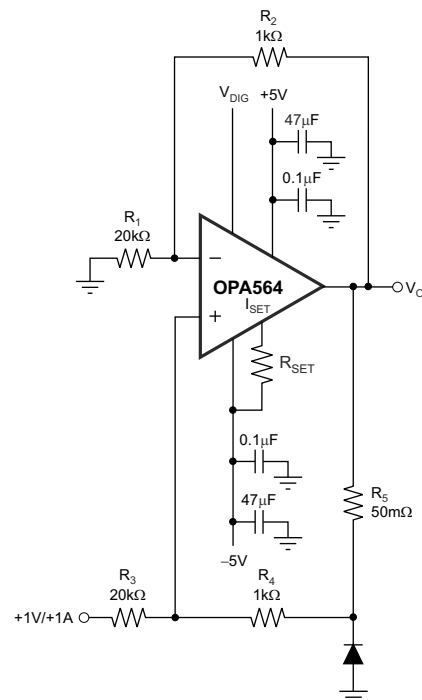 R2
1kΩ
VDIG
+5V
47µF
0.1µF
R1
20kΩ
−
OPA564
ISET
+
VO
RSET
0.1µF
47µF
R5
50mΩ
−5V
R3
20kΩ
R4
1kΩ
+1V/+1A